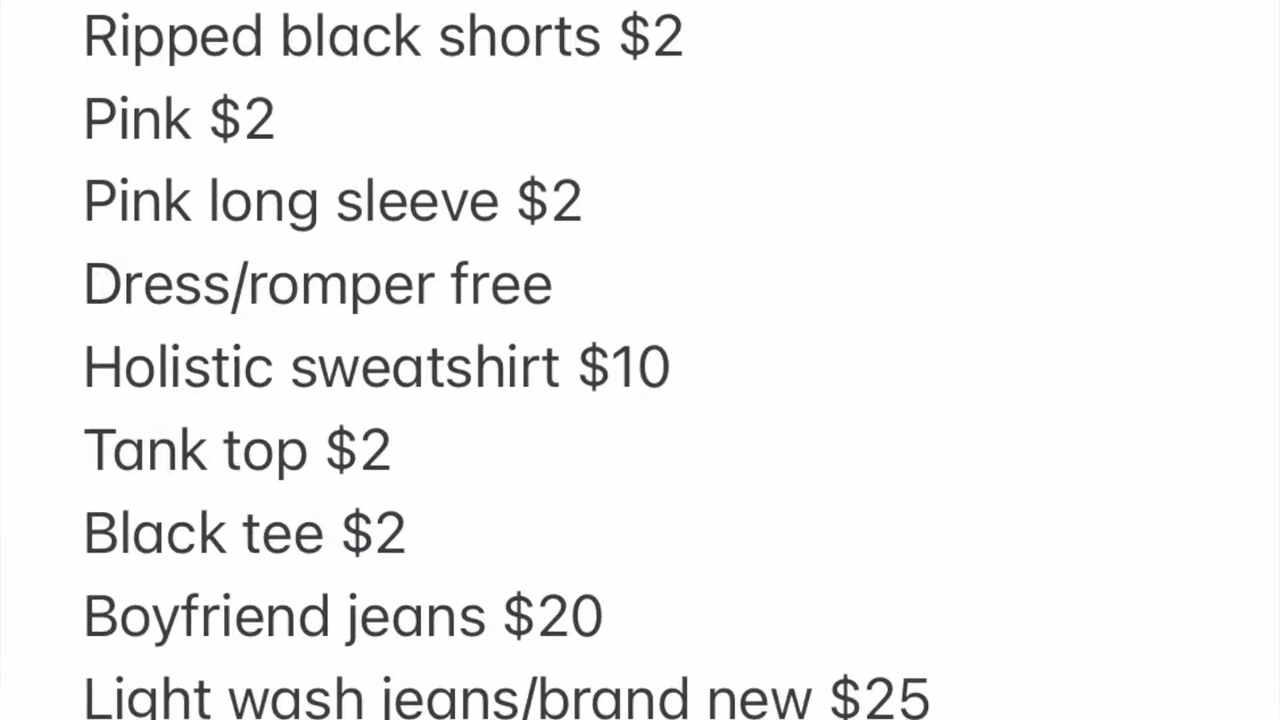 Ripped black shorts $2
Pink $2
Pink long sleeve $2
Dress/romper free
Holistic sweatshirt $10
Tank top $2
Black tee $2
Boyfriend jeans $20
Light wash jeans/brand new $25